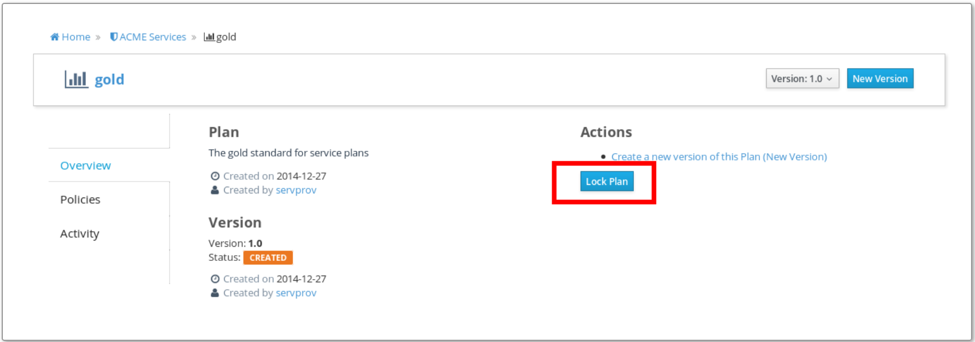 Home » ACME Services » gold
gold
Version: 1.0
New Version
Overview
Policies
Activity
Plan
The gold standard for service plans
Created on 2014-12-27
Created by servprov
Version
Version: 1.0
Status: CREATED
Created on 2014-12-27
Created by servprov
Actions
Create a new version of this Plan (New Version)
Lock Plan